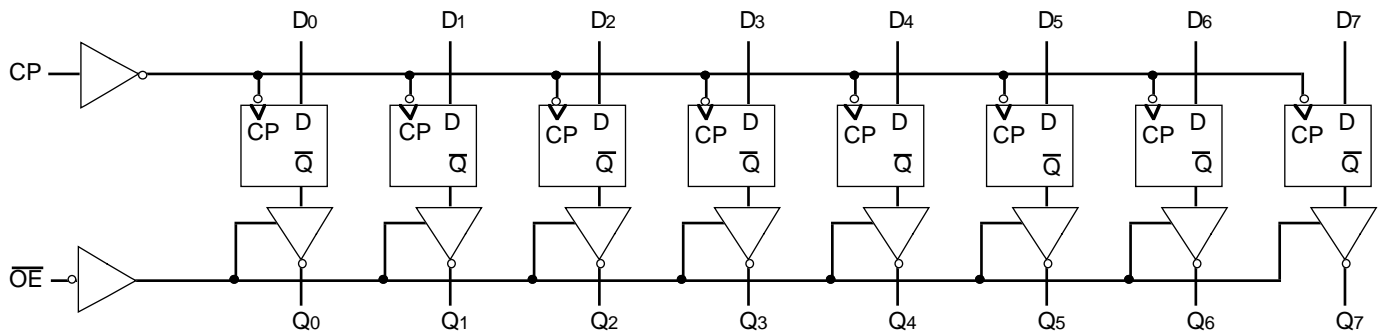 D0 D1 D2 D3 D4 D5 D6 D7
CP
CP D CP D CP D CP D CP D CP D CP D CP D
Q̅ Q̅ Q̅ Q̅ Q̅ Q̅ Q̅ Q̅
O̅E̅
Q0 Q1 Q2 Q3 Q4 Q5 Q6 Q7